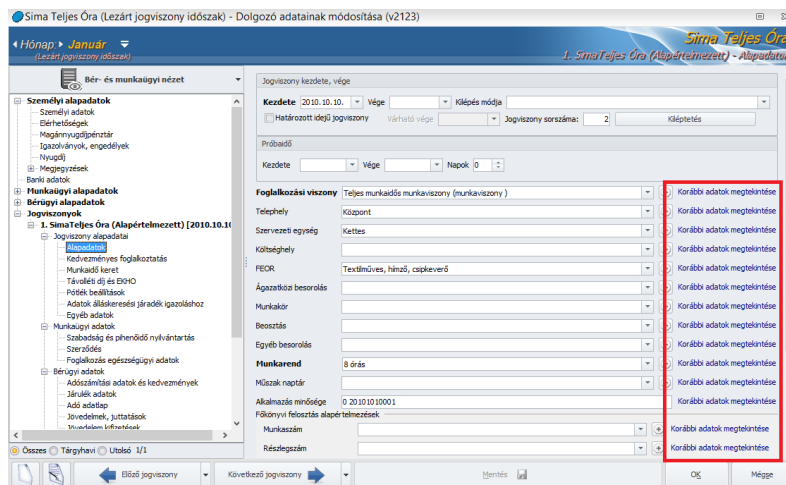 Sima Teljes Óra (Lezárt jogviszony időszak) - Dolgozó adatainak módosítása (v2123)
Hónap: Január
(Lezárt jogviszony időszak)
Sima Teljes Óra
1. SimaTeljes Óra (Alapértelmezett) - Alapadatok
Bér- és munkaügyi nézet
Személyi alapadatok
Személyi adatok
Elérhetőségek
Magánnyugdíjpénztár
Igazolványok, engedélyek
Nyugdíj
Megjegyzések
Banki adatok
Munkaügyi alapadatok
Bérügyi alapadatok
Jogviszonyok
1. SimaTeljes Óra (Alapértelmezett) [2010.10.10
Jogviszony alapadatai
Alapadatok
Kedvezményes foglalkoztatás
Munkaidő keret
Távolléti díj és EKHO
Pótlék beállítások
Adatok álláskeresési járadék igazoláshoz
Egyéb adatok
Munkaügyi adatok
Szabadság és pihenőidő nyilvántartás
Szerződés
Foglalkozás egészségügyi adatok
Bérügyi adatok
Adószámítási adatok és kedvezmények
Járulék adatok
Adó adatlap
Jövedelmek, juttatások
Jövedelem kifizetések
Összes Tárgyhavi Utolsó 1/1
Jogviszony kezdete, vége
Kezdete 2010.10.10. Vége Kilépés módja
Határozott idejű jogviszony Várható vége Jogviszony sorszáma: 2 Kiléptetés
Próbaidő
Kezdete Vége Napok 0
Foglalkozási viszony Teljes munkaidős munkaviszony (munkaviszony ) Korábbi adatok megtekintése
Telephely Központ Korábbi adatok megtekintése
Szervezeti egység Kettes Korábbi adatok megtekintése
Költséghely Korábbi adatok megtekintése
FEOR Textilműves, hímző, csipkeverő Korábbi adatok megtekintése
Ágazatközi besorolás Korábbi adatok megtekintése
Munkakör Korábbi adatok megtekintése
Beosztás Korábbi adatok megtekintése
Egyéb besorolás Korábbi adatok megtekintése
Munkarend 8 órás Korábbi adatok megtekintése
Műszak naptár Korábbi adatok megtekintése
Alkalmazás minősége 0 20101010001 Korábbi adatok megtekintése
Főkönyvi felosztás alapértelmezések
Munkaszám Korábbi adatok megtekintése
Részlegszám Korábbi adatok megtekintése
Előző jogviszony Következő jogviszony Mentés OK Mégse